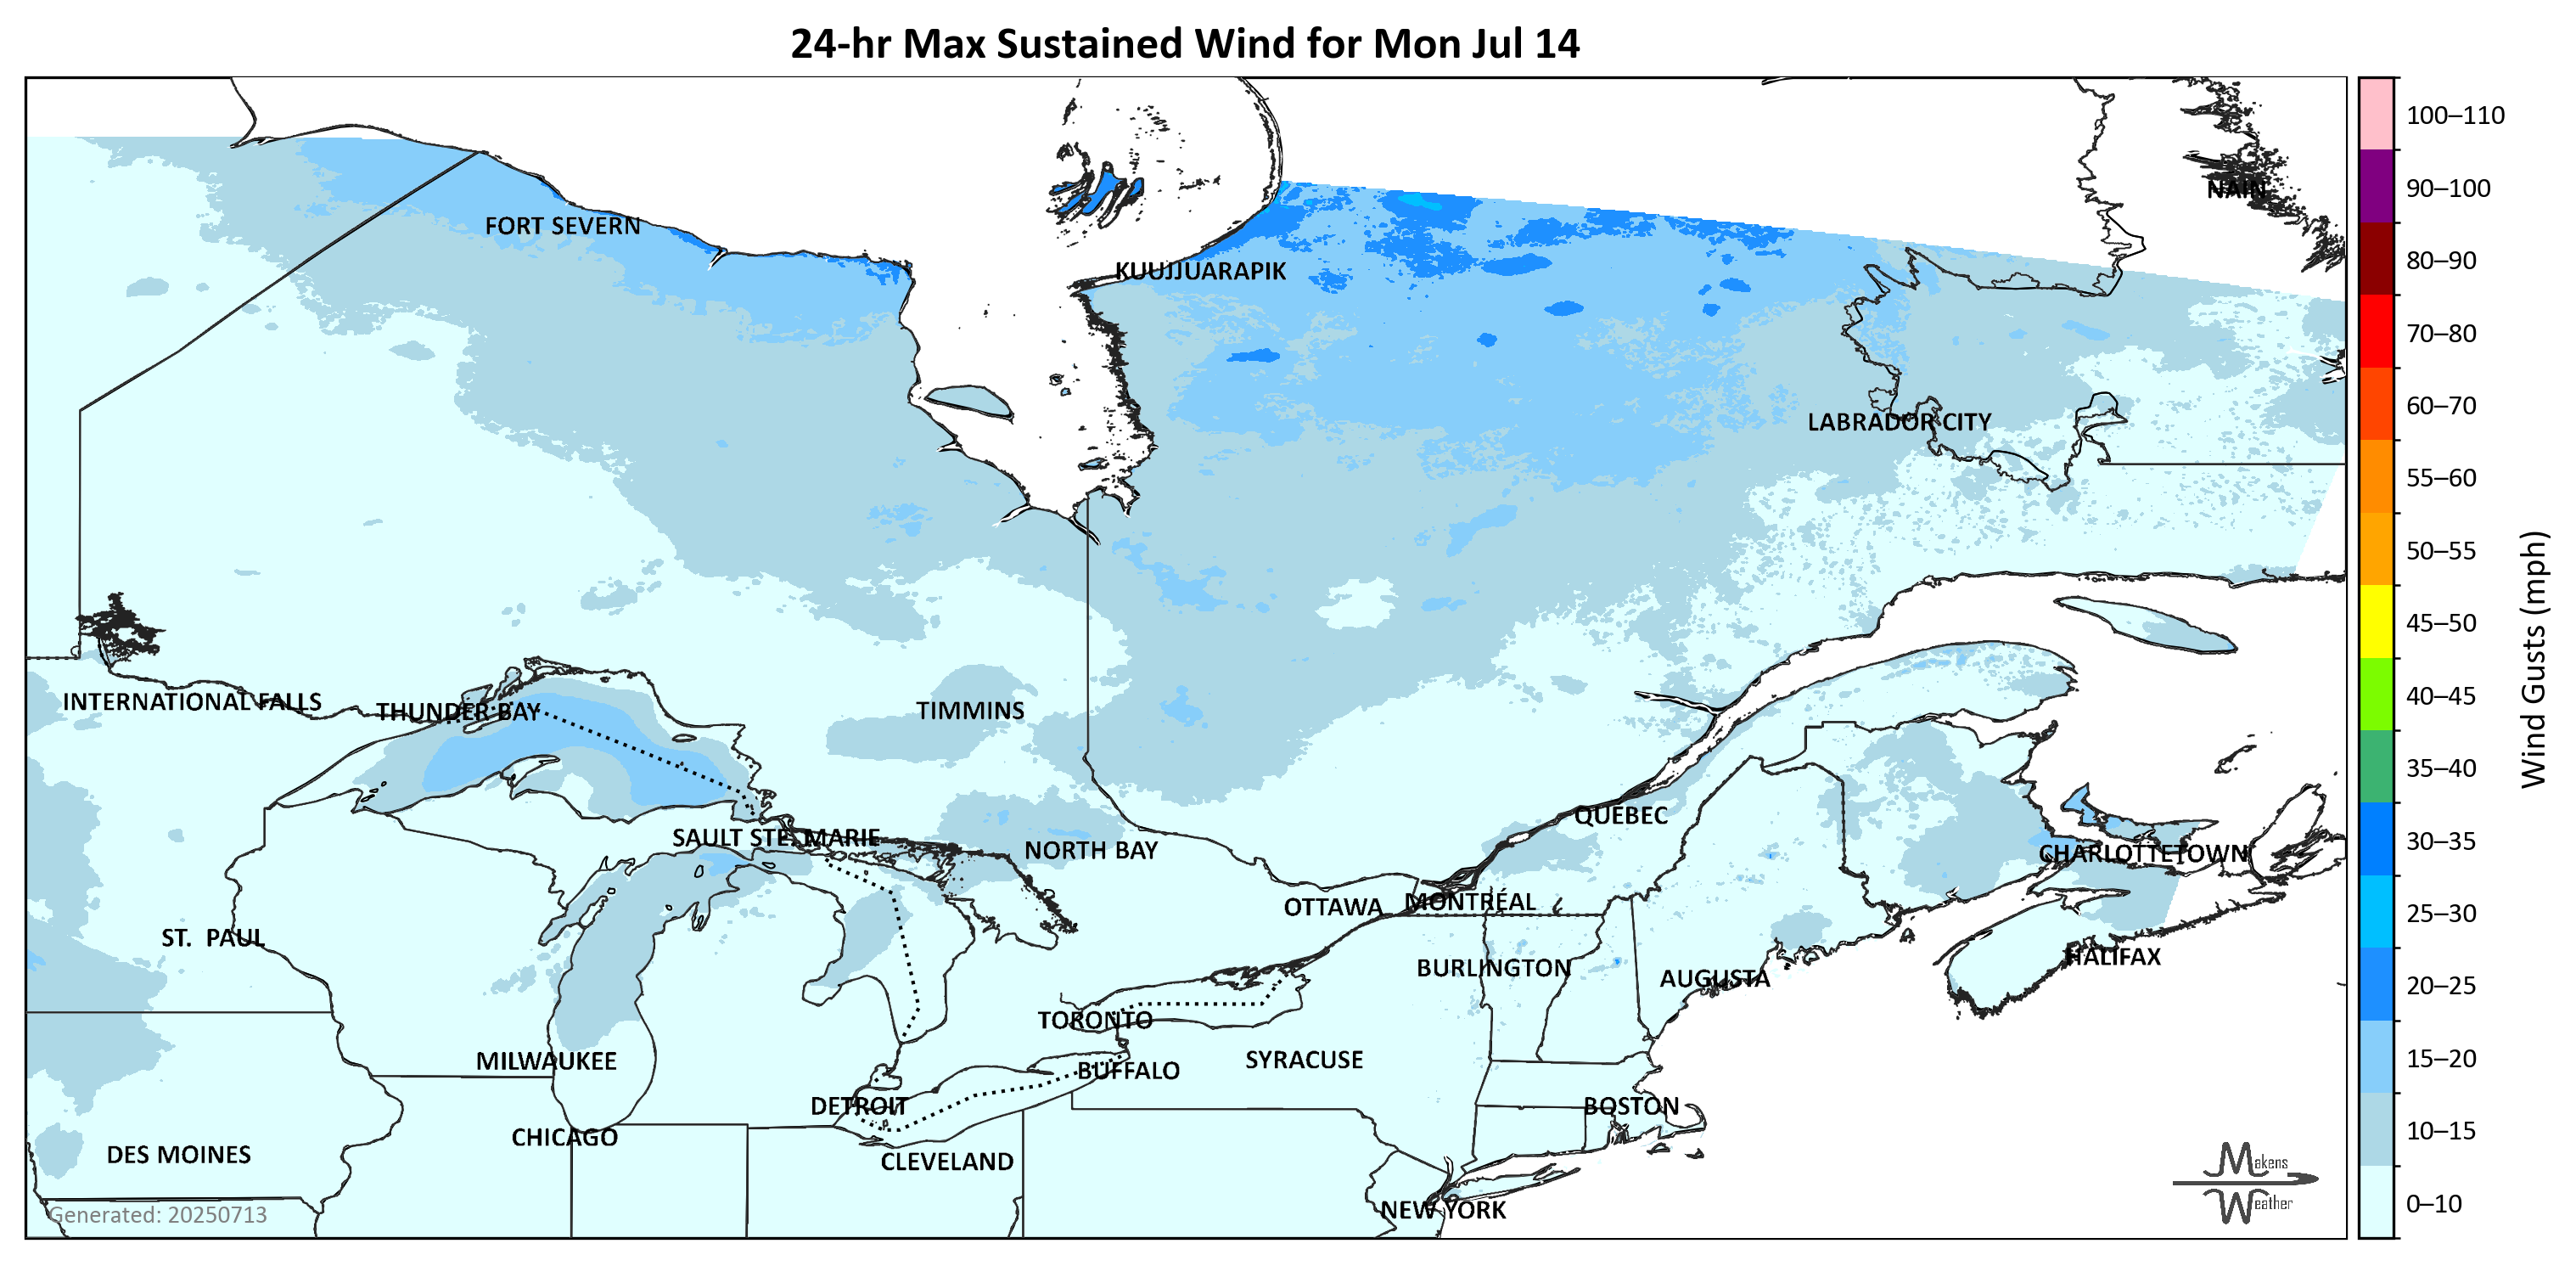 24-hr Max Sustained Wind for Mon Jul 14
NAIN
FORT SEVERN
KUUJJUARAPIK
LABRADOR CITY
INTERNATIONAL FALLS
THUNDER BAY
TIMMINS
QUÉBEC
SAULT STE. MARIE
NORTH BAY
CHARLOTTETOWN
OTTAWA
MONTRÉAL
ST. PAUL
HALIFAX
BURLINGTON
AUGUSTA
TORONTO
MILWAUKEE
SYRACUSE
BUFFALO
DETROIT
BOSTON
CHICAGO
DES MOINES
CLEVELAND
NEW YORK
Generated: 20250713
Makens
Weather
100–110
90–100
80–90
70–80
60–70
55–60
50–55
45–50
40–45
35–40
30–35
25–30
20–25
15–20
10–15
0–10
Wind Gusts (mph)